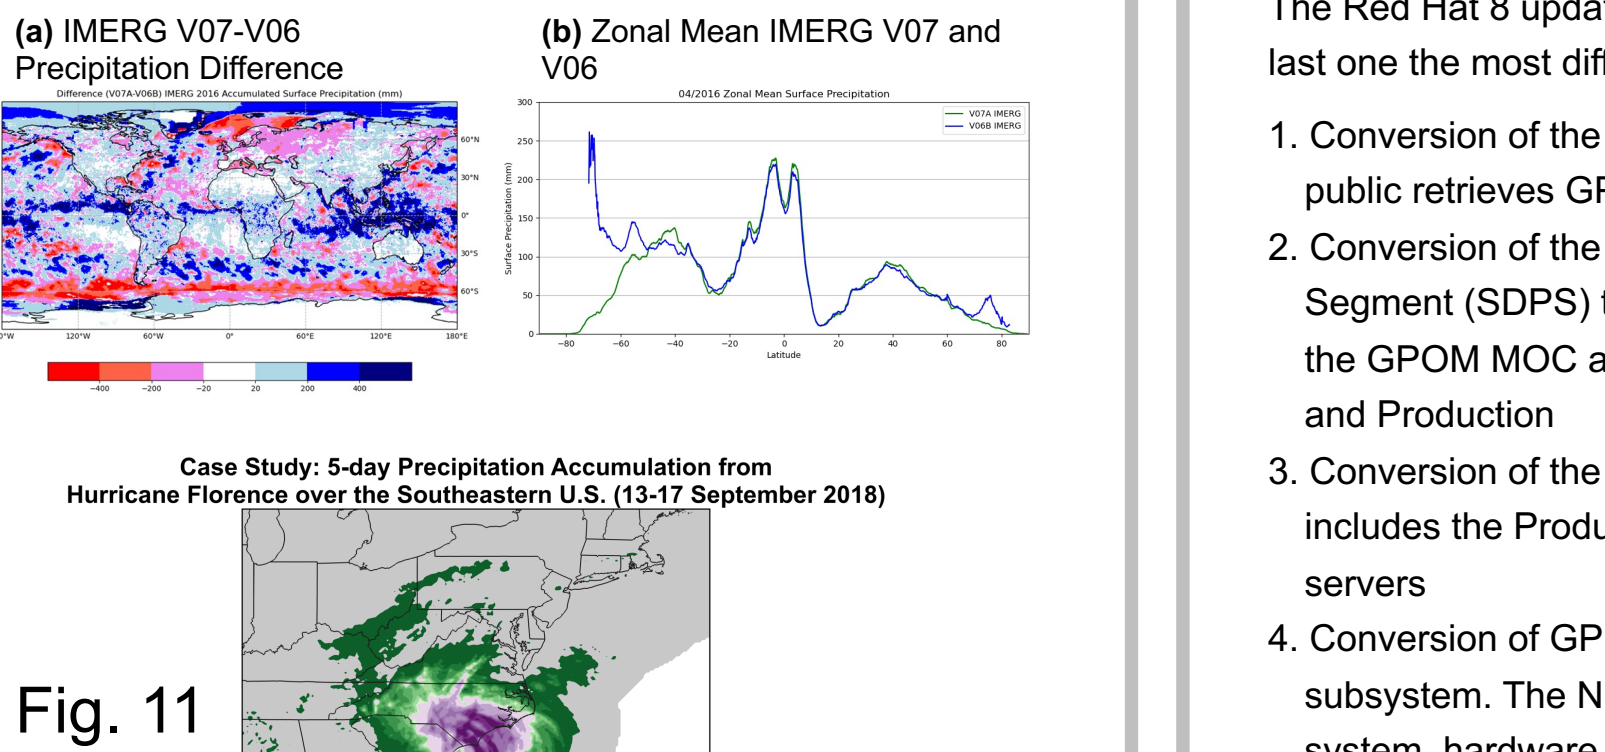 (a) IMERG V07-V06
Precipitation Difference
Difference (V07A-V06B) IMERG 2016 Accumulated Surface Precipitation (mm)
60°N
30°N
0°
30°S
60°S
120°W 60°W 0° 60°E 120°E 180°E
−400 −200 −20 20 200 400
(b) Zonal Mean IMERG V07 and
V06
04/2016 Zonal Mean Surface Precipitation
V07A IMERG
V06B IMERG
Surface Precipitation (mm)
300
250
200
150
100
50
0
−80 −60 −40 −20 0 20 40 60 80
Latitude
Case Study: 5-day Precipitation Accumulation from
Hurricane Florence over the Southeastern U.S. (13-17 September 2018)
Fig. 11
The Red Hat 8 updat
last one the most diff
1. Conversion of the
public retrieves GP
2. Conversion of the
Segment (SDPS) t
the GPOM MOC a
and Production
3. Conversion of the
includes the Produ
servers
4. Conversion of GP
subsystem. The N
system, hardware